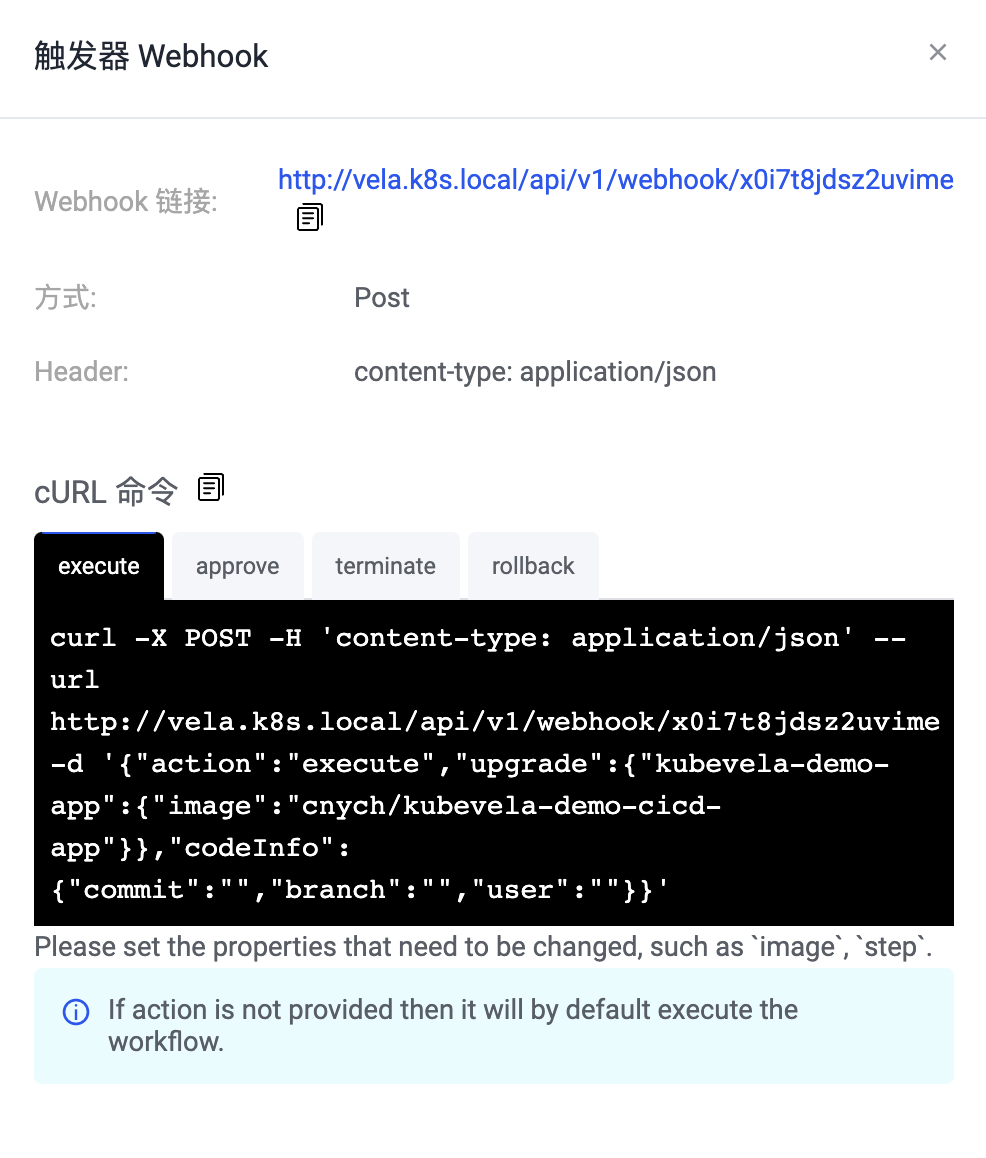 触发器 Webhook
Webhook 链接:
http://vela.k8s.local/api/v1/webhook/x0i7t8jdsz2uvime
方式:
Post
Header:
content-type: application/json
cURL 命令
execute
approve
terminate
rollback
curl -X POST -H 'content-type: application/json' --
url
http://vela.k8s.local/api/v1/webhook/x0i7t8jdsz2uvime
-d '{"action":"execute","upgrade":{"kubevela-demo-
app":{"image":"cnych/kubevela-demo-cicd-
app"}},"codeInfo":
{"commit":"","branch":"","user":""}}'
Please set the properties that need to be changed, such as `image`, `step`.
If action is not provided then it will by default execute the
workflow.